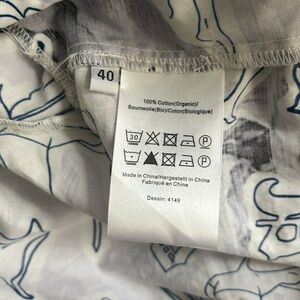 40
100% Cotton(Organic)/
Baumwolle(Bio)/Coton(Biologique)
30 P
P
Made in China/Hergestellt in China
Fabriqué en China
Dessin: 4149